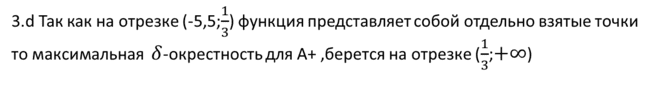 3.d Так как на отрезке (-5,5;1/3) функция представляет собой отдельно взятые точки
то максимальная δ-окрестность для А+ ,берется на отрезке (1/3;+∞)